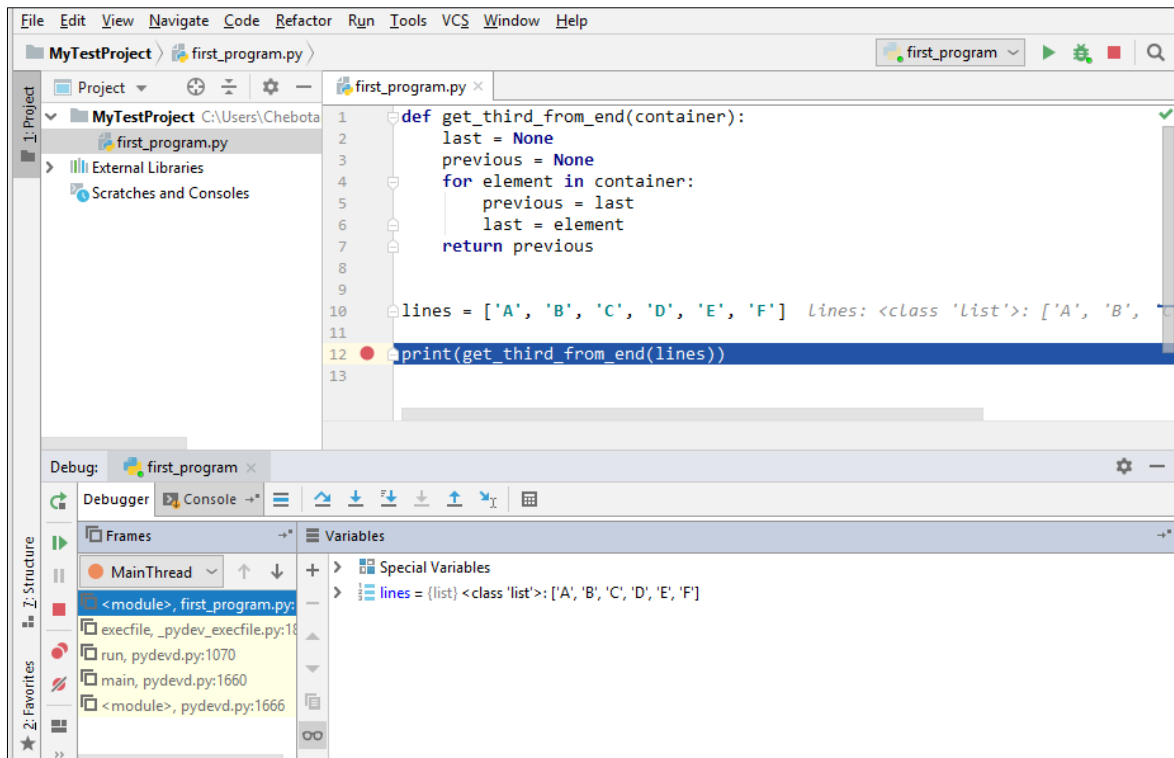 File Edit View Navigate Code Refactor Run Tools VCS Window Help
MyTestProject first_program.py first_program
1: Project
Project
first_program.py
MyTestProject C:\Users\Chebota
first_program.py
External Libraries
Scratches and Consoles
1 def get_third_from_end(container):
2 last = None
3 previous = None
4 for element in container:
5 previous = last
6 last = element
7 return previous
8
9
10 lines = ['A', 'B', 'C', 'D', 'E', 'F'] lines: <class 'list'>: ['A', 'B',
11
12 print(get_third_from_end(lines))
13
Debug: first_program
Debugger Console
Frames
Variables
MainThread
<module>, first_program.py:
execfile, _pydev_execfile.py:18
run, pydevd.py:1070
main, pydevd.py:1660
<module>, pydevd.py:1666
Special Variables
lines = {list} <class 'list'>: ['A', 'B', 'C', 'D', 'E', 'F']
7: Structure
2: Favorites